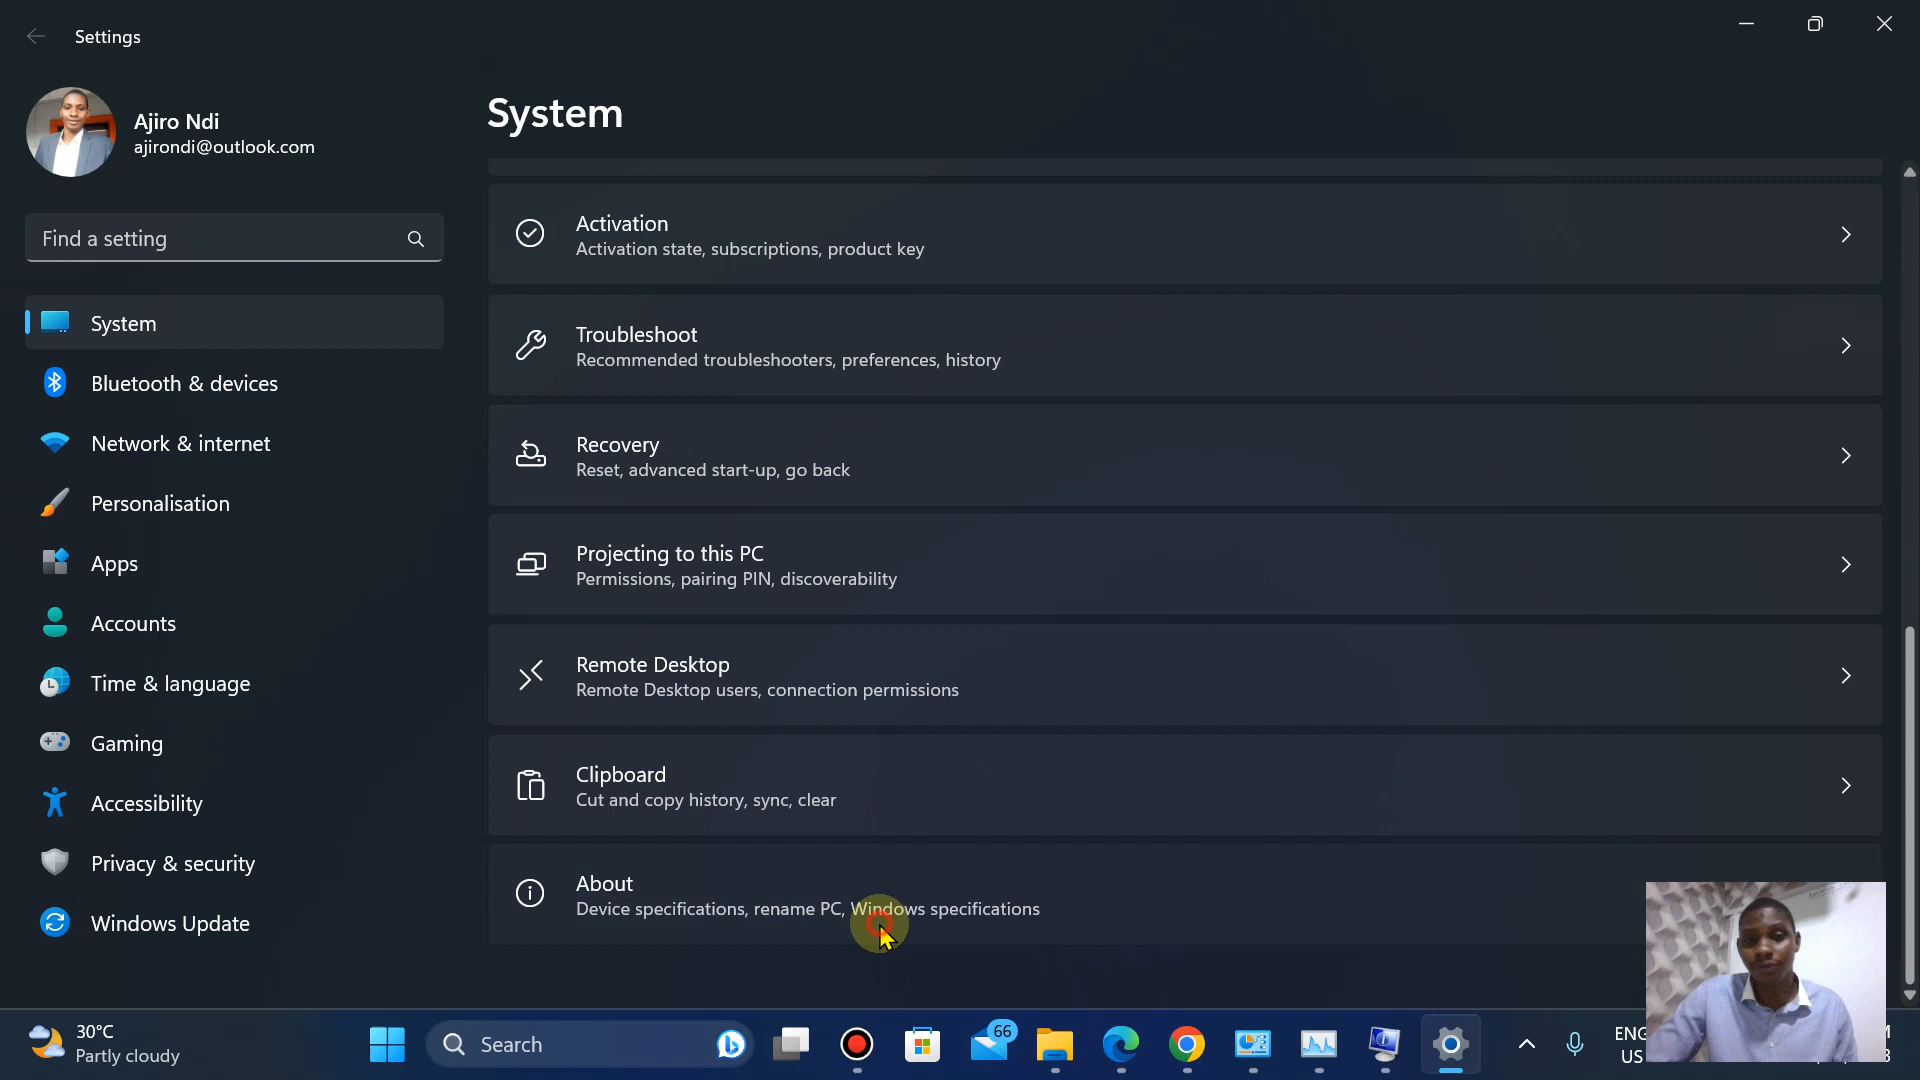 Settings
Ajiro Ndi
ajirondi@outlook.com
Find a setting
System
Bluetooth & devices
Network & internet
Personalisation
Apps
Accounts
Time & language
Gaming
Accessibility
Privacy & security
Windows Update
System
Activation
Activation state, subscriptions, product key
Troubleshoot
Recommended troubleshooters, preferences, history
Recovery
Reset, advanced start-up, go back
Projecting to this PC
Permissions, pairing PIN, discoverability
Remote Desktop
Remote Desktop users, connection permissions
Clipboard
Cut and copy history, sync, clear
About
Device specifications, rename PC, Windows specifications
30°C
Partly cloudy
Search
66
ENG
US